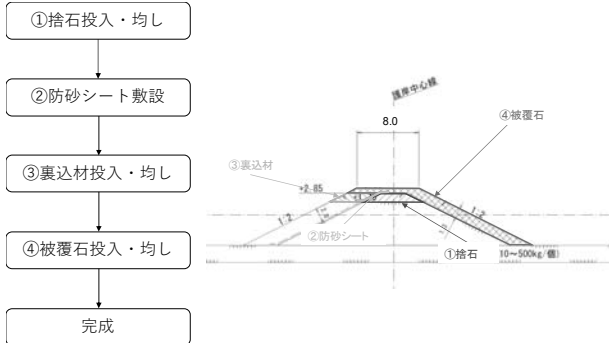 ①捨石投入・均し
②防砂シート敷設
③裏込材投入・均し
④被覆石投入・均し
完成
護岸中心線
8.0
④被覆石
③裏込材
+2.85
1:2
1:2
②防砂シート
①捨石
10～500kg/個)